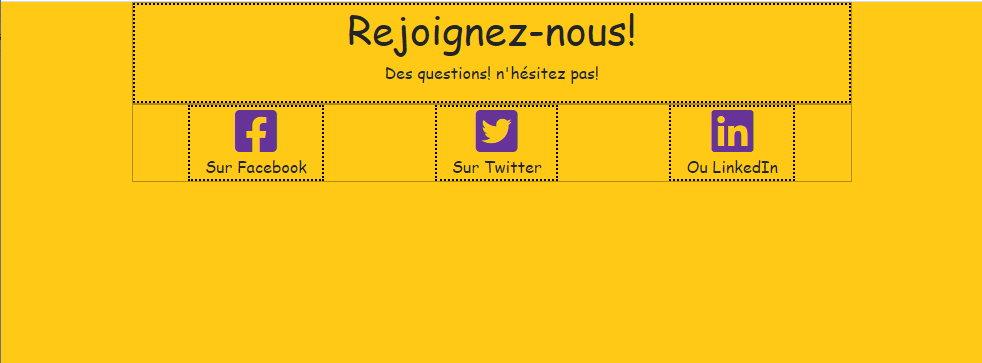 Rejoignez-nous!
Des questions! n'hésitez pas!
Sur Facebook
Sur Twitter
Ou LinkedIn